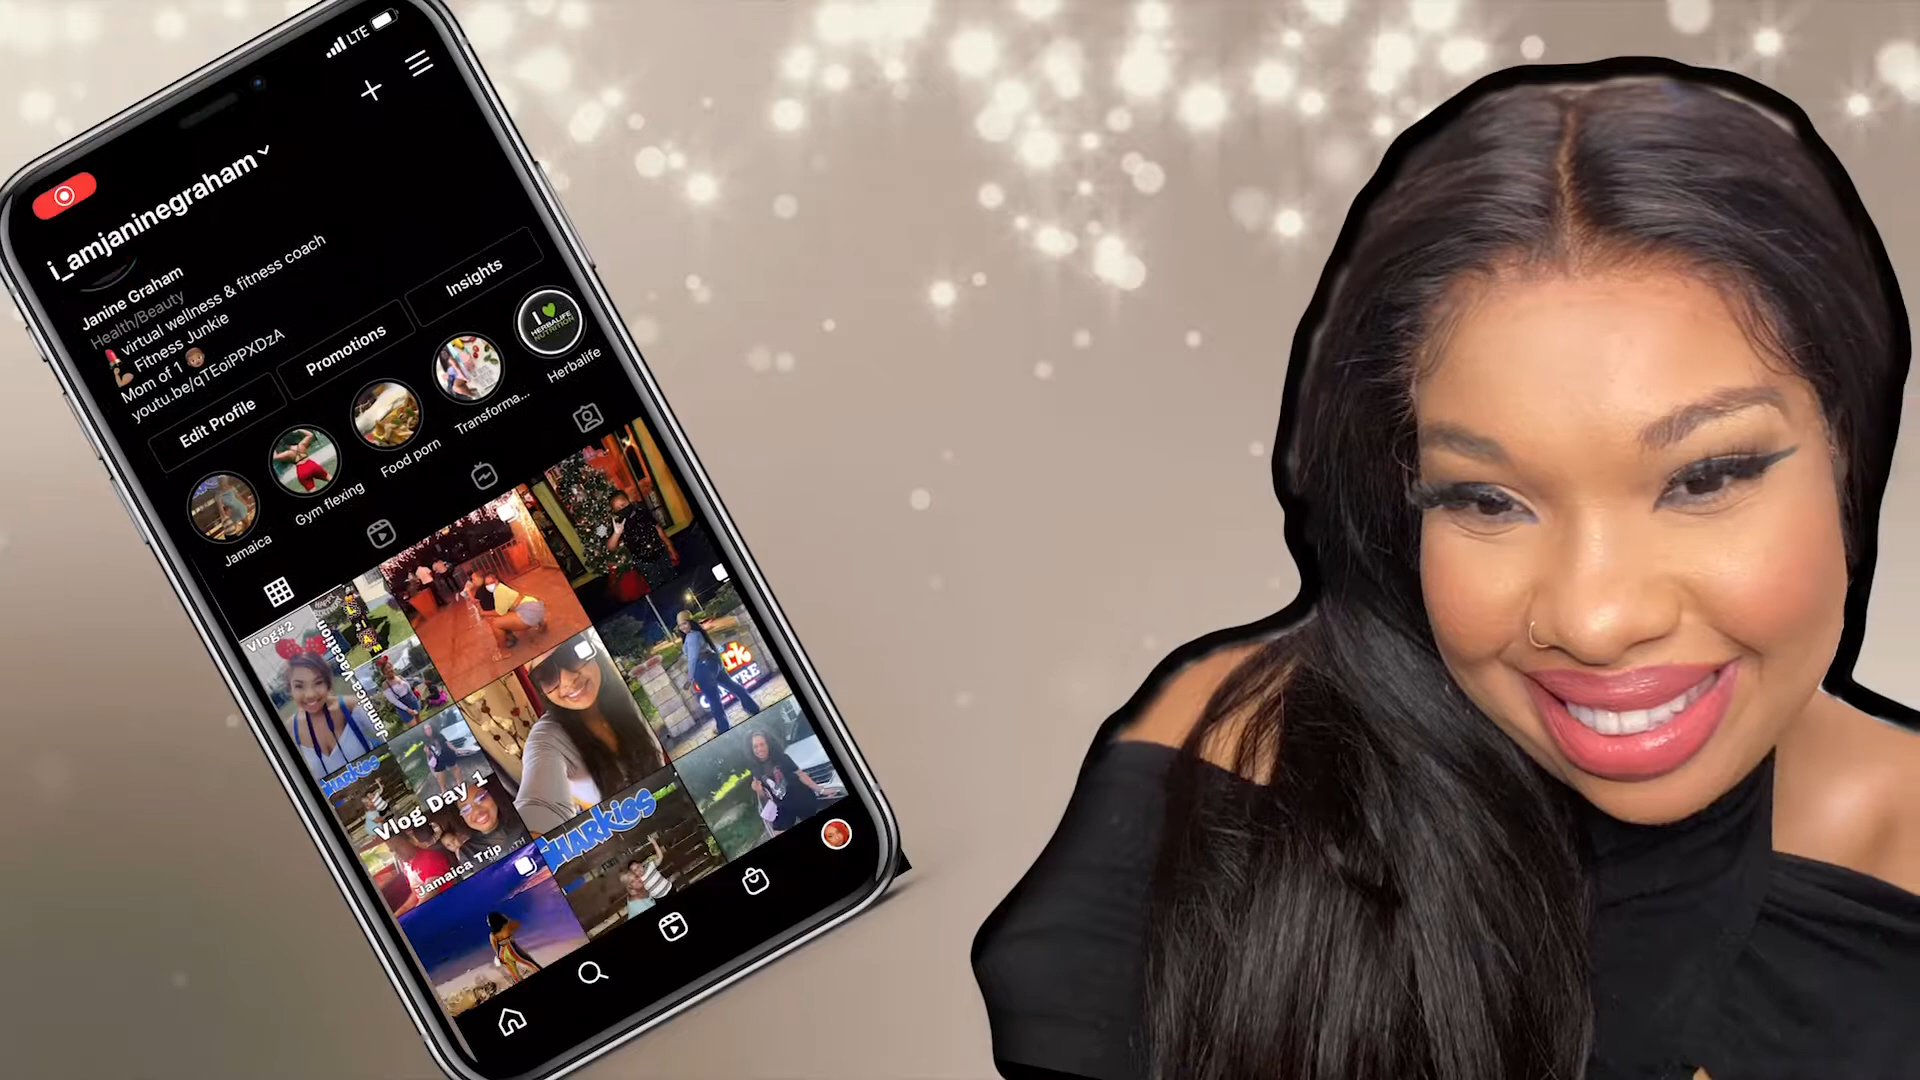 LTE
i_amjaninegraham
Janine Graham
Health/Beauty
virtual wellness & fitness coach
Fitness Junkie
Mom of 1
youtu.be/qTEoiPPXDzA
Edit Profile
Promotions
Insights
I
HERBALIFE
NUTRITION
Jamaica
Gym flexing
Food porn
Transforma...
Herbalife
Vlog#2
Jamaica Vacation
Vlog Day 1
Jamaica Trip
SHARKIES